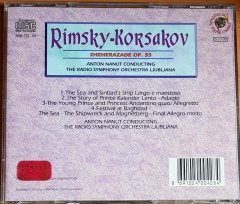 Rimsky-Korsakov
SHEHERAZADE OP. 35
ANTON NANUT CONDUCTING
THE RADIO SYMPHONY ORCHESTRA LJUBLJANA
1.The Sea and Sinbad's Ship Largo e maestoso
2.The Story of Prince Kalender Lento - Adagio
3-The Young Prince and Princess Andantino quasi Allegretto
4.Festival at Baghdad -
The Sea - The Shipwreck and Magnetberg - Final Allegro molto
ANTON NANUT CONDUCTING
THE RADIO SYMPHONY ORCHESTRA LJUBLJANA